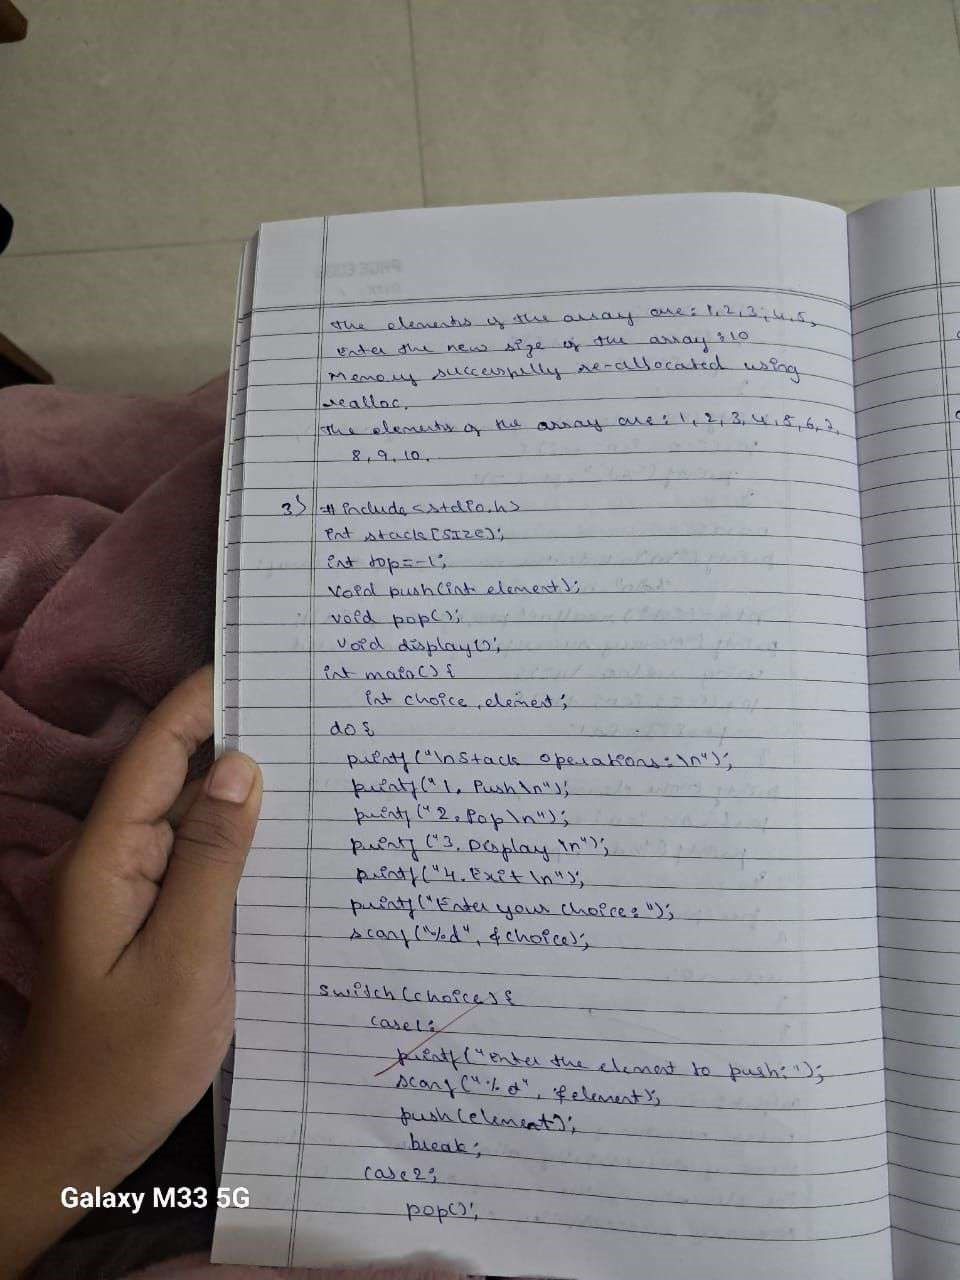 The elements of the array are: 1, 2, 3, 4, 5,
Enter the new size of the array : 10
Memory successfully re-allocated using
realloc.
The elements of the array are: 1, 2, 3, 4, 5, 6, 7,
8, 9, 10.
3) #include <stdio.h>
int stack[SIZE];
int top=-1;
void push(int element);
void pop();
void display();
int main() {
int choice, element;
do {
printf("\nStack operations:\n");
printf("1. Push\n");
printf("2. Pop\n");
printf("3. Display\n");
printf("4. Exit\n");
printf("Enter your choice: ");
scanf("%d", &choice);
switch(choice) {
case1:
printf("Enter the element to push: ");
scanf("%d", &element);
push(element);
break;
case2:
pop();
Galaxy M33 5G